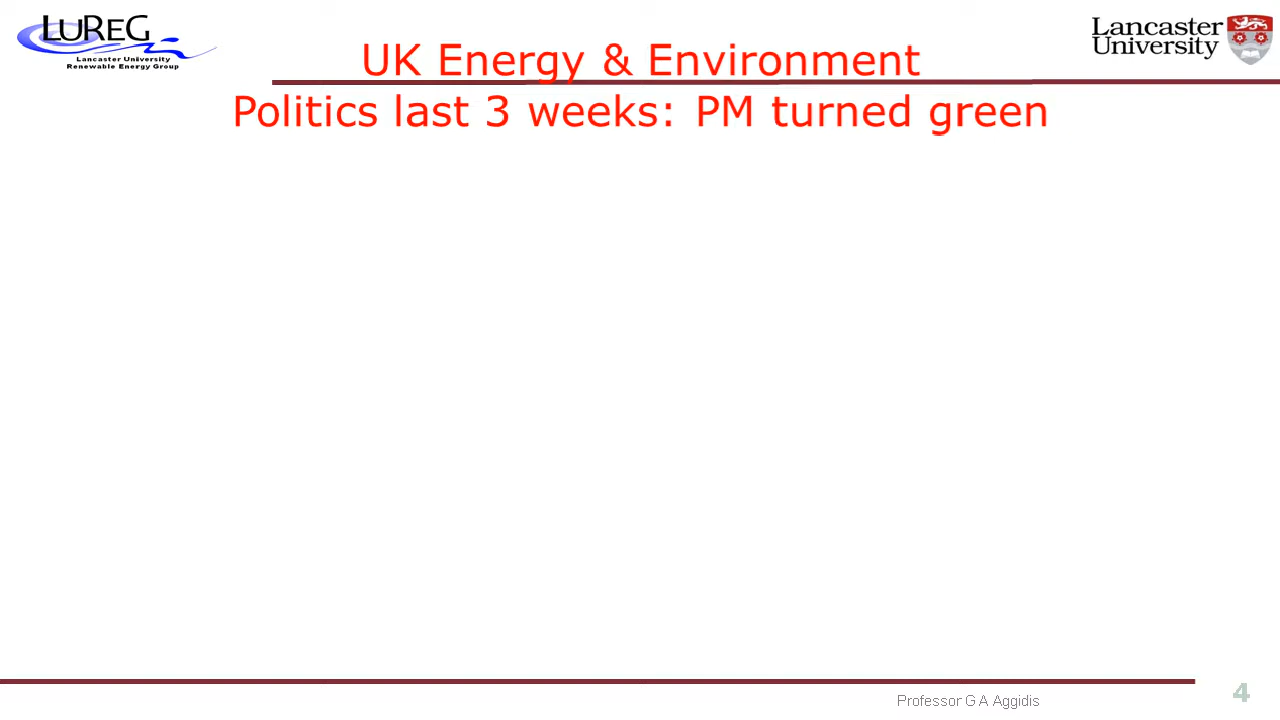 LUREG
Lancaster University
Renewable Energy Group
Lancaster
University
UK Energy & Environment
Politics last 3 weeks: PM turned green
Professor G A Aggidis
4